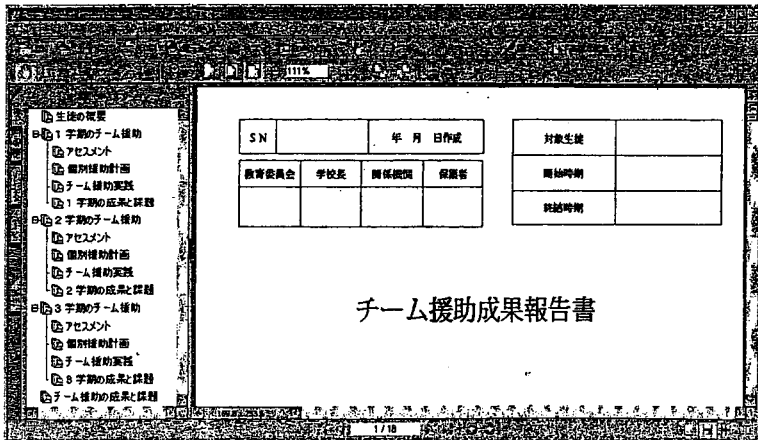 111%
生徒の概要
1 学期のチーム援助
アセスメント
個別援助計画
チーム援助実践
1 学期の成果と課題
2 学期のチーム援助
アセスメント
個別援助計画
チーム援助実践
2 学期の成果と課題
3 学期のチーム援助
アセスメント
個別援助計画
チーム援助実践
3 学期の成果と課題
チーム援助の成果と課題
SN 年 月 日作成
教育委員会 学校長 関係機関 保護者
対象生徒
開始時期
終結時期
チーム援助成果報告書
1 / 18